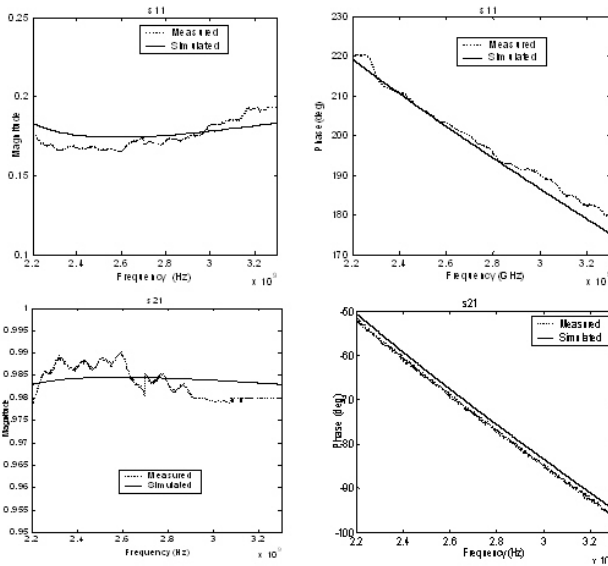 s11
0.25
0.2
0.15
0.1
Magnitude
Measured
Simulated
2.2 2.4 2.6 2.8 3 3.2
Frequency (Hz)
x 10⁹
s11
230
220
210
200
190
180
170
Phase (deg)
Measured
Simulated
2.2 2.4 2.6 2.8 3 3.2
Frequency (GHz)
x 10⁹
s21
1
0.995
0.99
0.985
0.98
0.975
0.97
0.965
0.96
0.955
0.95
Magnitude
Measured
Simulated
2.2 2.4 2.6 2.8 3 3.2
Frequency (Hz)
x 10⁹
s21
-50
-60
-70
-80
-90
-100
Phase (deg)
Measured
Simulated
2.2 2.4 2.6 2.8 3 3.2
Frequency (Hz)